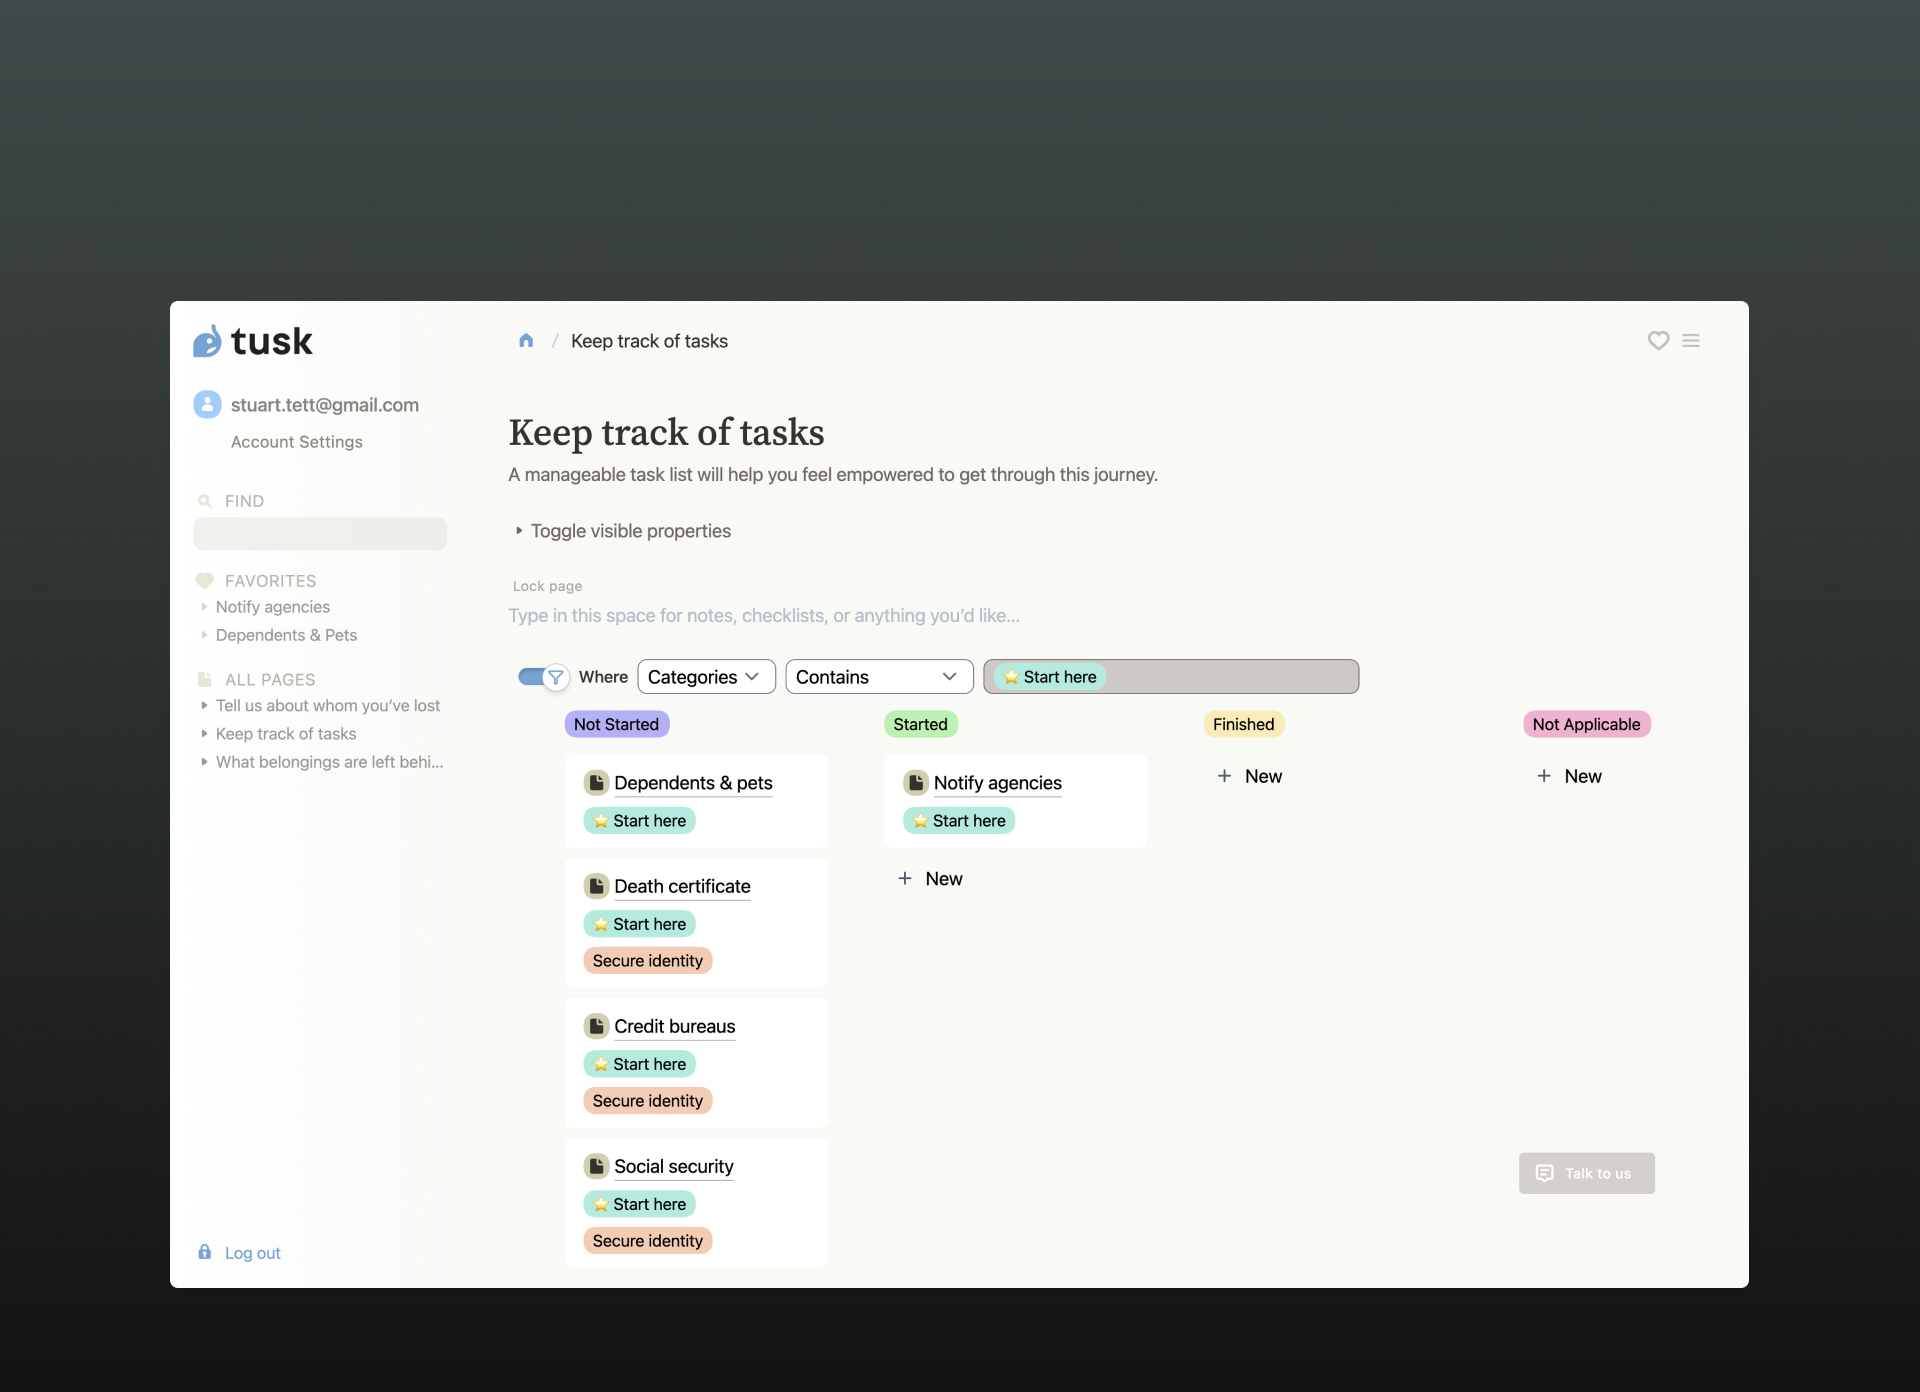 tusk
stuart.tett@gmail.com
Account Settings
FIND
FAVORITES
Notify agencies
Dependents & Pets
ALL PAGES
Tell us about whom you've lost
Keep track of tasks
What belongings are left behi...
Log out
/ Keep track of tasks
Keep track of tasks
A manageable task list will help you feel empowered to get through this journey.
Toggle visible properties
Lock page
Type in this space for notes, checklists, or anything you'd like...
Where Categories Contains ⭐ Start here
Not Started
Dependents & pets
⭐ Start here
Death certificate
⭐ Start here
Secure identity
Credit bureaus
⭐ Start here
Secure identity
Social security
⭐ Start here
Secure identity
Started
Notify agencies
⭐ Start here
+ New
Finished
+ New
Not Applicable
+ New
Talk to us